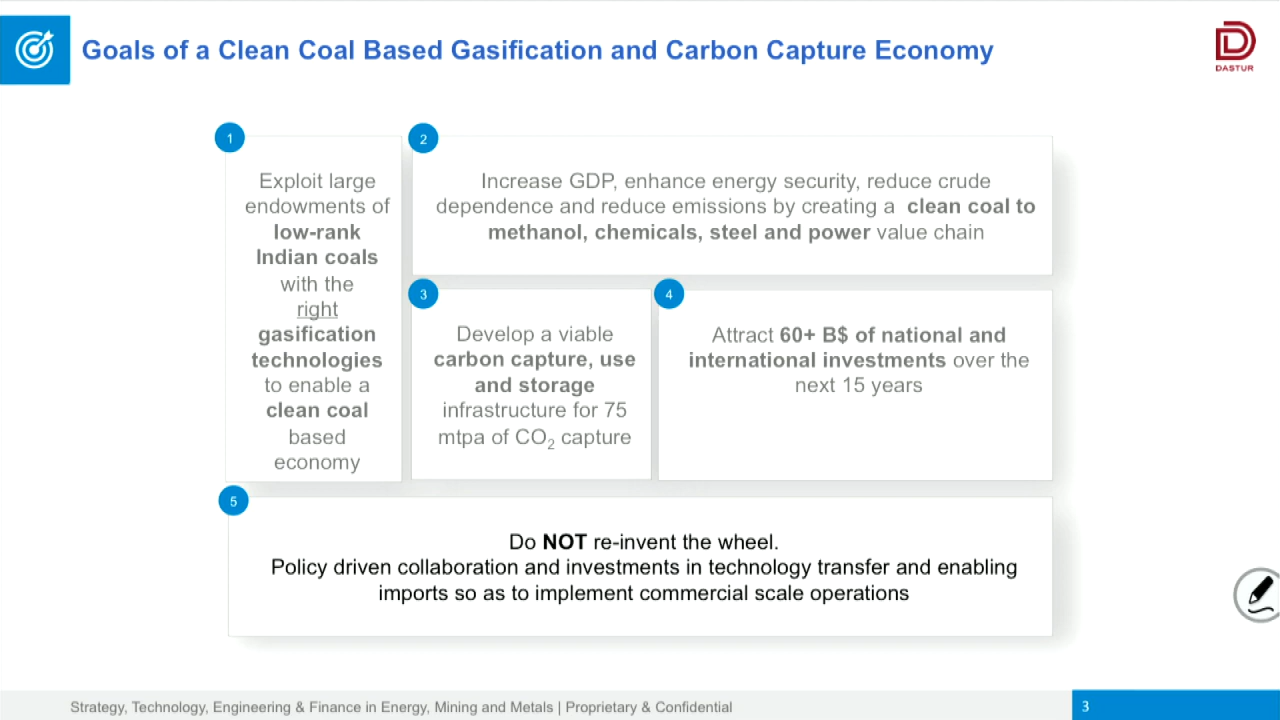 Goals of a Clean Coal Based Gasification and Carbon Capture Economy
DASTUR
1
Exploit large
endowments of
low-rank
Indian coals
with the
right
gasification
technologies
to enable a
clean coal
based
economy
2
Increase GDP, enhance energy security, reduce crude
dependence and reduce emissions by creating a clean coal to
methanol, chemicals, steel and power value chain
3
Develop a viable
carbon capture, use
and storage
infrastructure for 75
mtpa of CO₂ capture
4
Attract 60+ B$ of national and
international investments over the
next 15 years
5
Do NOT re-invent the wheel.
Policy driven collaboration and investments in technology transfer and enabling
imports so as to implement commercial scale operations
Strategy, Technology, Engineering & Finance in Energy, Mining and Metals | Proprietary & Confidential
3